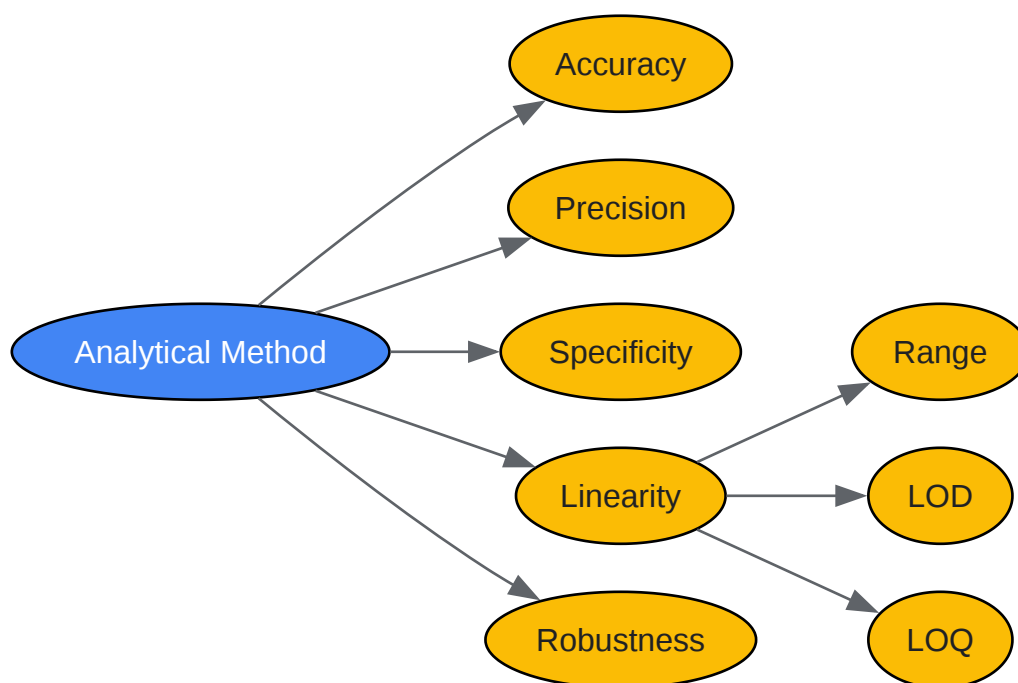 Accuracy
Precision
Analytical Method
Specificity
Range
Linearity
LOD
Robustness
LOQ